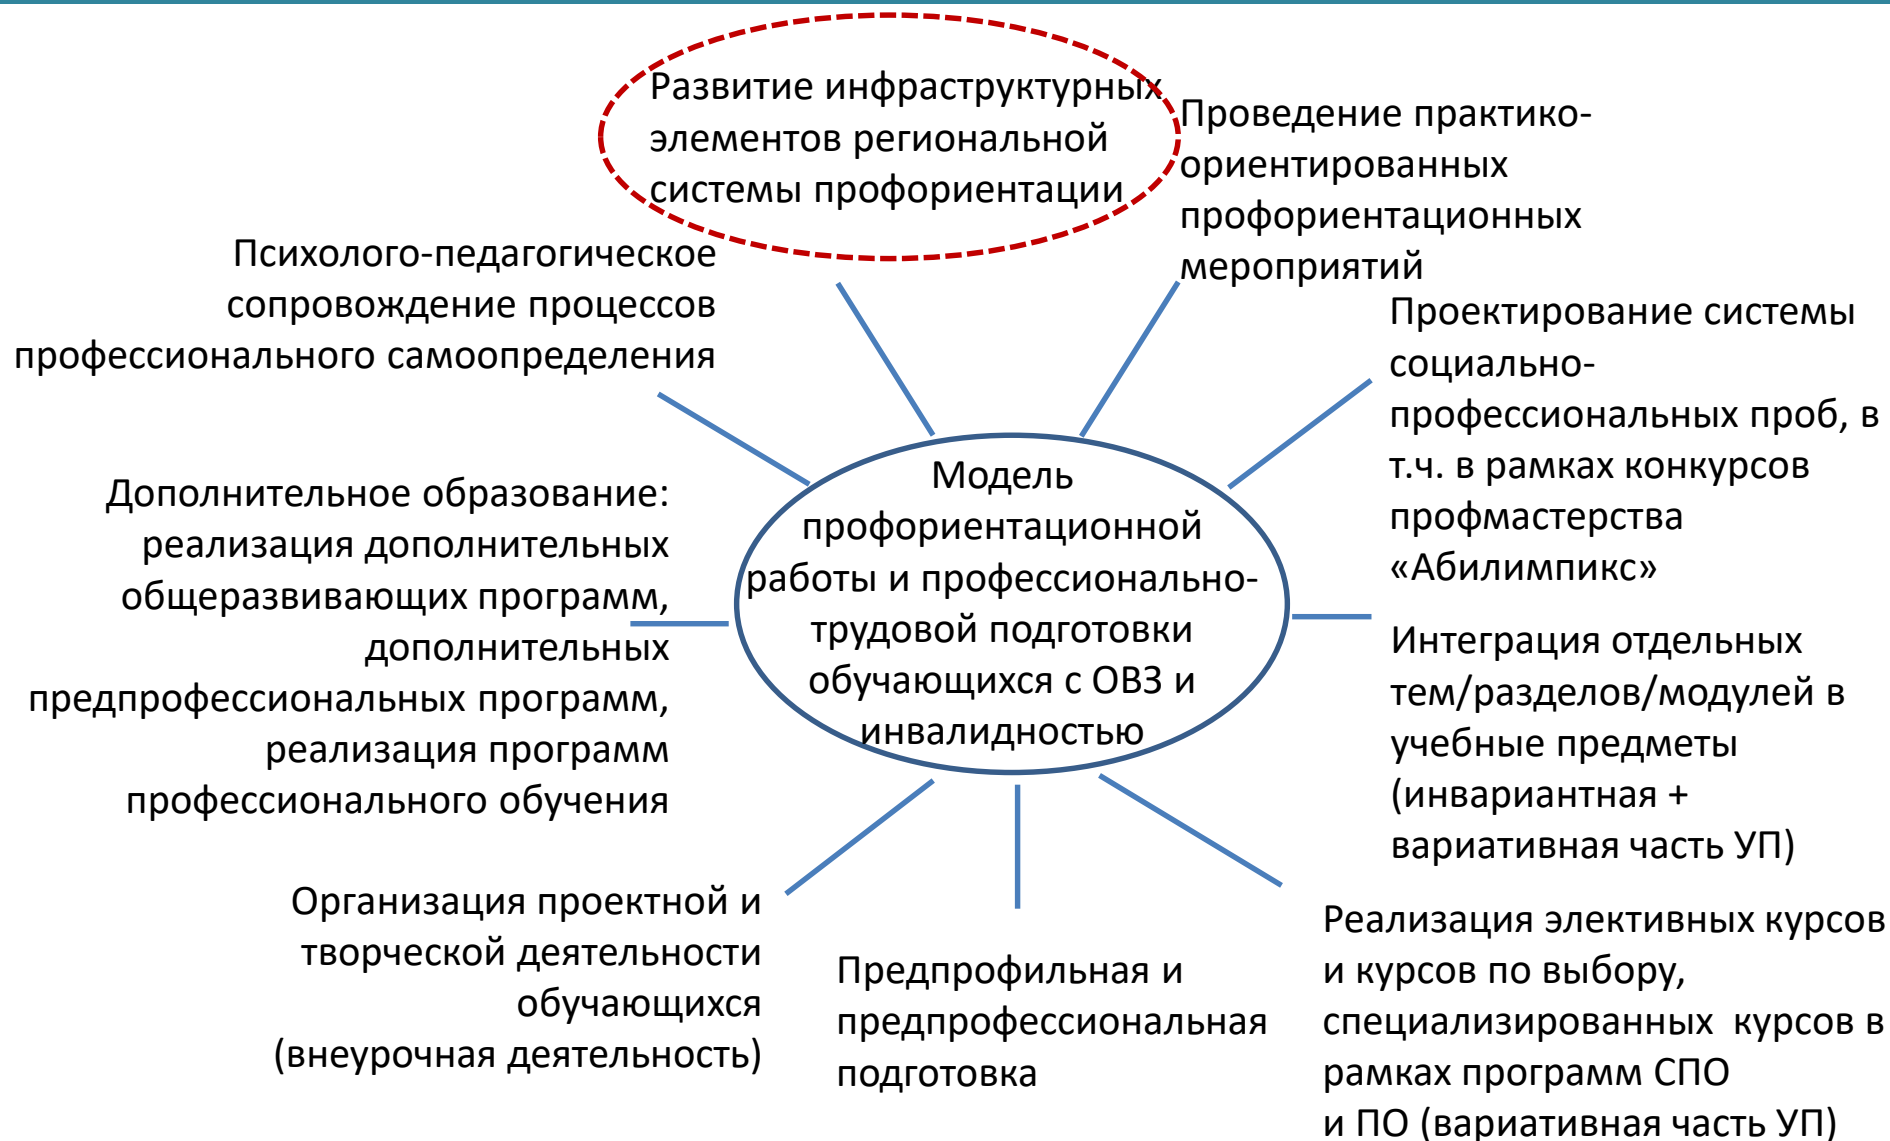 Развитие инфраструктурных
элементов региональной
системы профориентации
Проведение практико-
ориентированных
профориентационных
мероприятий
Психолого-педагогическое
сопровождение процессов
профессионального самоопределения
Проектирование системы
социально-
профессиональных проб, в
т.ч. в рамках конкурсов
профмастерства
«Абилимпикс»
Модель
профориентационной
работы и профессионально-
трудовой подготовки
обучающихся с ОВЗ и
инвалидностью
Дополнительное образование:
реализация дополнительных
общеразвивающих программ,
дополнительных
предпрофессиональных программ,
реализация программ
профессионального обучения
Интеграция отдельных
тем/разделов/модулей в
учебные предметы
(инвариантная +
вариативная часть УП)
Организация проектной и
творческой деятельности
обучающихся
(внеурочная деятельность)
Предпрофильная и
предпрофессиональная
подготовка
Реализация элективных курсов
и курсов по выбору,
специализированных  курсов в
рамках программ СПО
и ПО (вариативная часть УП)